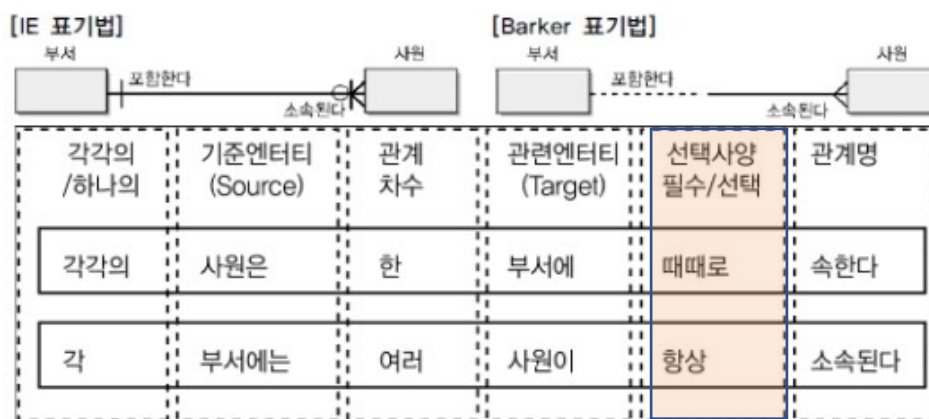 [IE 표기법]
[Barker 표기법]
부서
사원
포함한다
소속된다
부서
사원
포함한다
소속된다
각각의
/하나의
기준엔터티
(Source)
관계
차수
관련엔터티
(Target)
선택사양
필수/선택
관계명
각각의 사원은 한 부서에 때때로 속한다
각 부서에는 여러 사원이 항상 소속된다